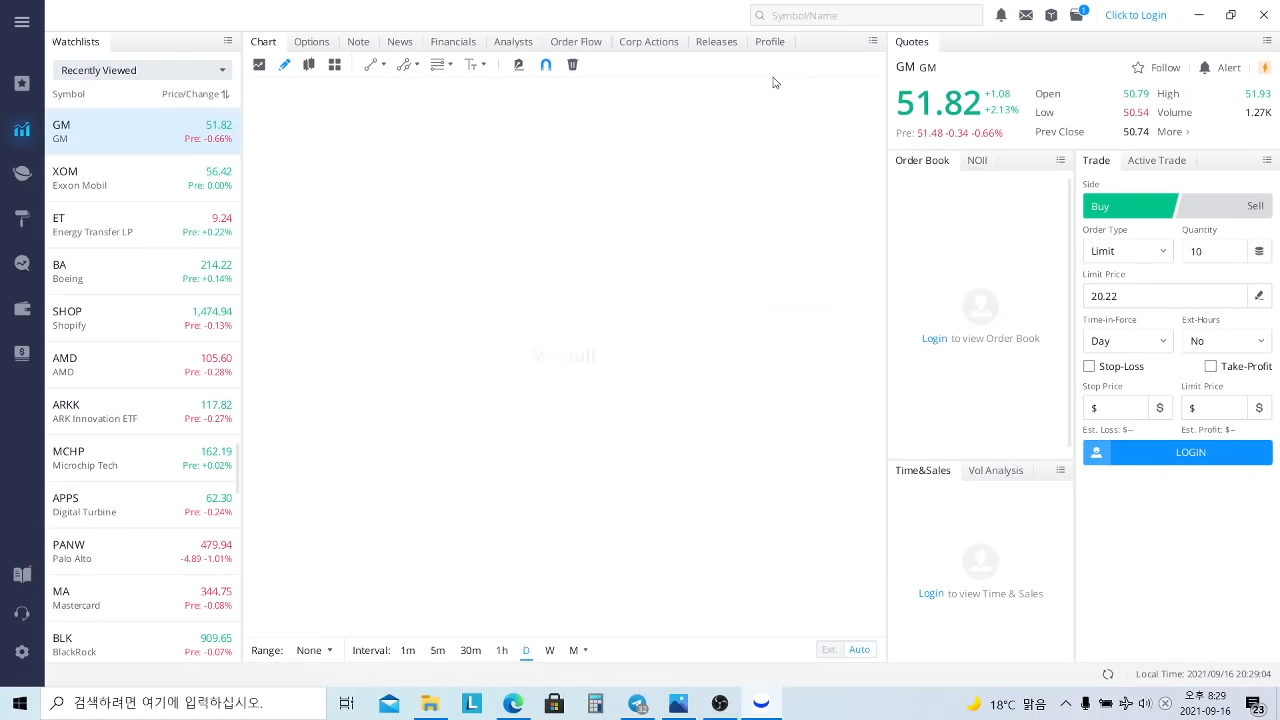 Symbol/Name
1
Click to Login
Watchlists
Chart
Options
Note
News
Financials
Analysts
Order Flow
Corp Actions
Releases
Profile
Quotes
Recently Viewed
Symbol
Price/Change
GM
51.82
GM
Pre: -0.66%
XOM
56.42
Exxon Mobil
Pre: 0.00%
ET
9.24
Energy Transfer LP
Pre: +0.22%
BA
214.22
Boeing
Pre: +0.14%
SHOP
1,474.94
Shopify
Pre: -0.13%
AMD
105.60
AMD
Pre: -0.28%
ARKK
117.82
ARK Innovation ETF
Pre: -0.27%
MCHP
162.19
Microchip Tech
Pre: +0.02%
APPS
62.30
Digital Turbine
Pre: -0.24%
PANW
479.94
Palo Alto
-4.89 -1.01%
MA
344.75
Mastercard
Pre: -0.08%
BLK
909.65
BlackRock
Pre: -0.07%
Webull
Range: None
Interval: 1m 5m 30m 1h D W M
Ext. Auto
GM GM
Follow
Alert
51.82
+1.08
+2.13%
Pre: 51.48 -0.34 -0.66%
Open 50.79
High 51.93
Low 50.54
Volume 1.27K
Prev Close 50.74
More
Order Book
NOII
Login to view Order Book
Time&Sales
Vol Analysis
Login to view Time & Sales
Trade
Active Trade
Side
Buy
Sell
Order Type
Quantity
Limit
10
Limit Price
20.22
Time-in-Force
Ext-Hours
Day
No
Stop-Loss
Take-Profit
Stop Price
Limit Price
$ $
$ $
Est. Loss: $--
Est. Profit: $--
LOGIN
Local Time: 2021/09/16 20:29:04
검색하려면 여기에 입력하십시오.
L
32
18°C 맑음
오후 8:29
2021-09-16
23